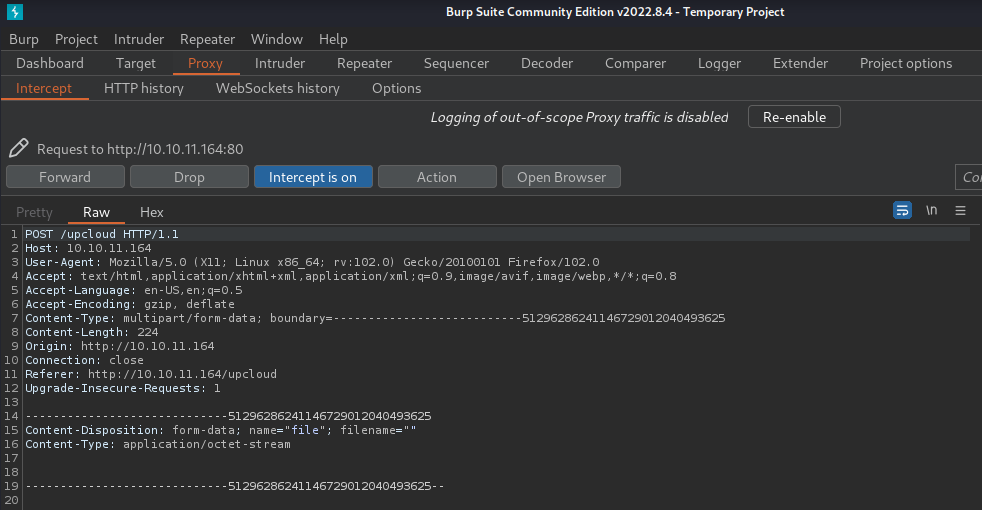 Burp Suite Community Edition v2022.8.4 - Temporary Project
Burp Project Intruder Repeater Window Help
Dashboard Target Proxy Intruder Repeater Sequencer Decoder Comparer Logger Extender Project options
Intercept HTTP history WebSockets history Options
Logging of out-of-scope Proxy traffic is disabled Re-enable
Request to http://10.10.11.164:80
Forward Drop Intercept is on Action Open Browser
Pretty Raw Hex \n
1 POST /upcloud HTTP/1.1
2 Host: 10.10.11.164
3 User-Agent: Mozilla/5.0 (X11; Linux x86_64; rv:102.0) Gecko/20100101 Firefox/102.0
4 Accept: text/html,application/xhtml+xml,application/xml;q=0.9,image/avif,image/webp,*/*;q=0.8
5 Accept-Language: en-US,en;q=0.5
6 Accept-Encoding: gzip, deflate
7 Content-Type: multipart/form-data; boundary=---------------------------51296286241146729012040493625
8 Content-Length: 224
9 Origin: http://10.10.11.164
10 Connection: close
11 Referer: http://10.10.11.164/upcloud
12 Upgrade-Insecure-Requests: 1
13
14 -----------------------------51296286241146729012040493625
15 Content-Disposition: form-data; name="file"; filename=""
16 Content-Type: application/octet-stream
17
18
19 -----------------------------51296286241146729012040493625--
20